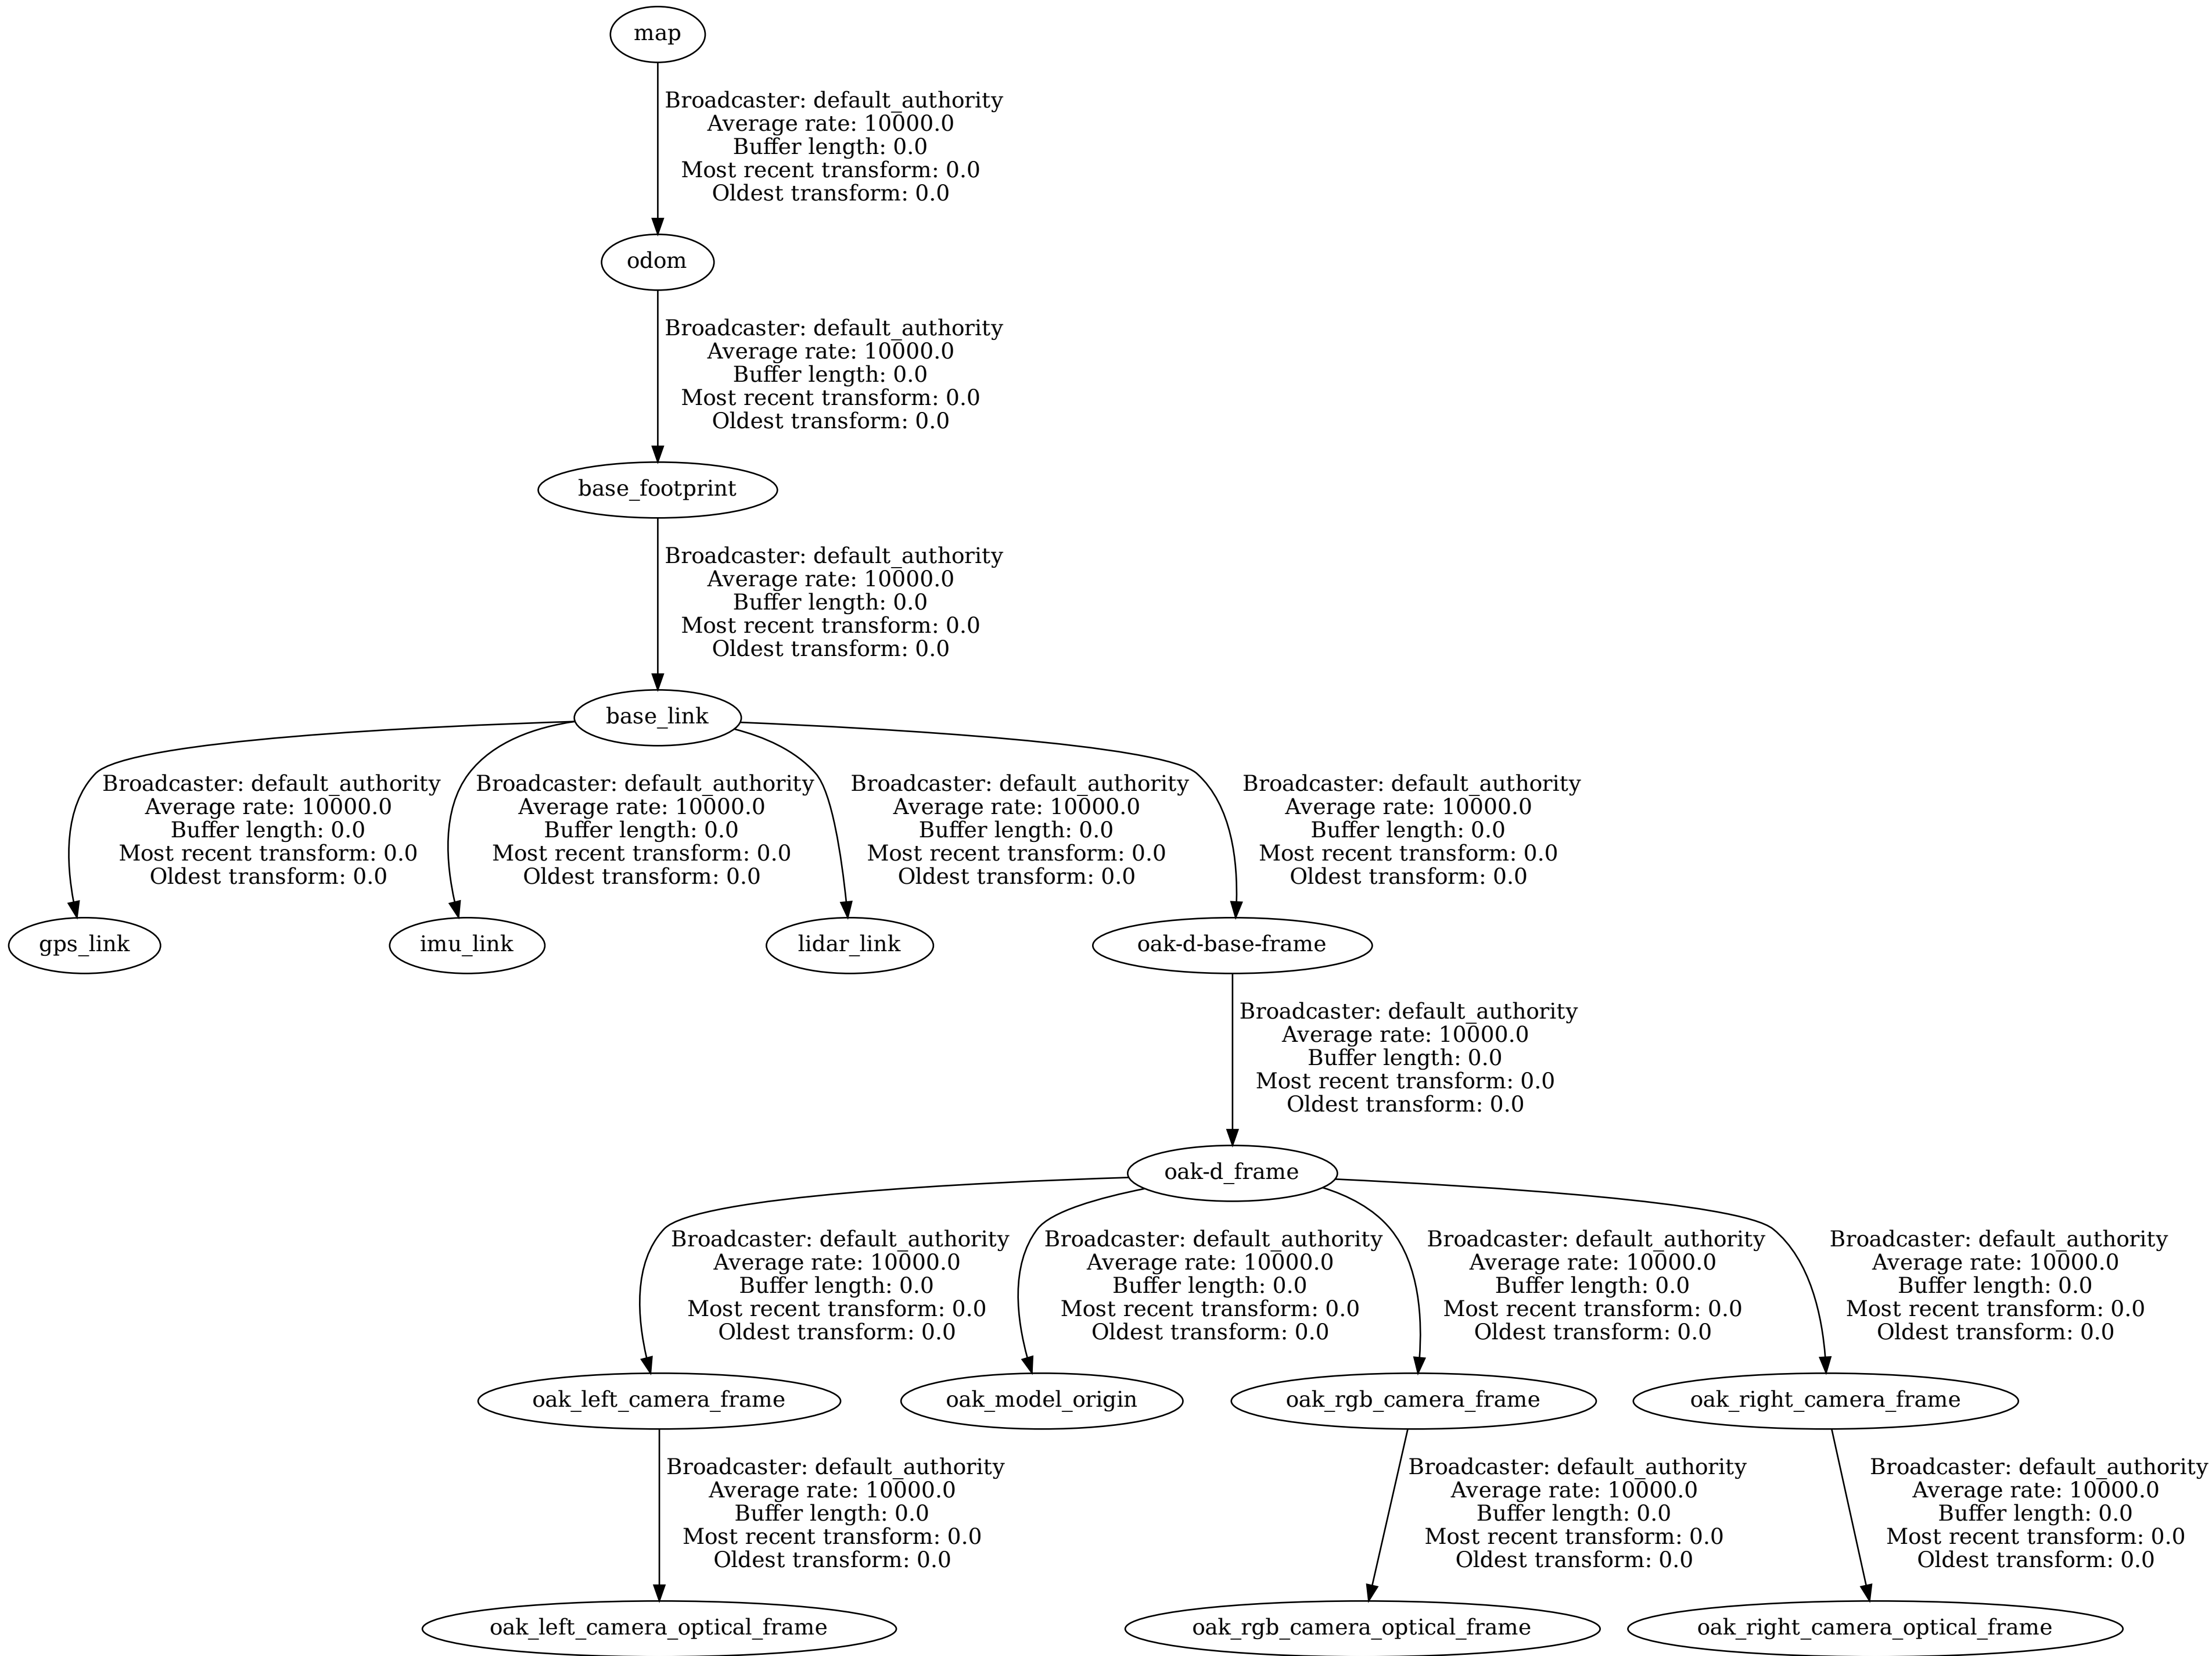 map
Broadcaster: default_authority
Average rate: 10000.0
Buffer length: 0.0
Most recent transform: 0.0
Oldest transform: 0.0
odom
Broadcaster: default_authority
Average rate: 10000.0
Buffer length: 0.0
Most recent transform: 0.0
Oldest transform: 0.0
base_footprint
Broadcaster: default_authority
Average rate: 10000.0
Buffer length: 0.0
Most recent transform: 0.0
Oldest transform: 0.0
base_link
Broadcaster: default_authority
Average rate: 10000.0
Buffer length: 0.0
Most recent transform: 0.0
Oldest transform: 0.0
Broadcaster: default_authority
Average rate: 10000.0
Buffer length: 0.0
Most recent transform: 0.0
Oldest transform: 0.0
Broadcaster: default_authority
Average rate: 10000.0
Buffer length: 0.0
Most recent transform: 0.0
Oldest transform: 0.0
Broadcaster: default_authority
Average rate: 10000.0
Buffer length: 0.0
Most recent transform: 0.0
Oldest transform: 0.0
gps_link
imu_link
lidar_link
oak-d-base-frame
Broadcaster: default_authority
Average rate: 10000.0
Buffer length: 0.0
Most recent transform: 0.0
Oldest transform: 0.0
oak-d_frame
Broadcaster: default_authority
Average rate: 10000.0
Buffer length: 0.0
Most recent transform: 0.0
Oldest transform: 0.0
Broadcaster: default_authority
Average rate: 10000.0
Buffer length: 0.0
Most recent transform: 0.0
Oldest transform: 0.0
Broadcaster: default_authority
Average rate: 10000.0
Buffer length: 0.0
Most recent transform: 0.0
Oldest transform: 0.0
Broadcaster: default_authority
Average rate: 10000.0
Buffer length: 0.0
Most recent transform: 0.0
Oldest transform: 0.0
oak_left_camera_frame
oak_model_origin
oak_rgb_camera_frame
oak_right_camera_frame
Broadcaster: default_authority
Average rate: 10000.0
Buffer length: 0.0
Most recent transform: 0.0
Oldest transform: 0.0
Broadcaster: default_authority
Average rate: 10000.0
Buffer length: 0.0
Most recent transform: 0.0
Oldest transform: 0.0
Broadcaster: default_authority
Average rate: 10000.0
Buffer length: 0.0
Most recent transform: 0.0
Oldest transform: 0.0
oak_left_camera_optical_frame
oak_rgb_camera_optical_frame
oak_right_camera_optical_frame